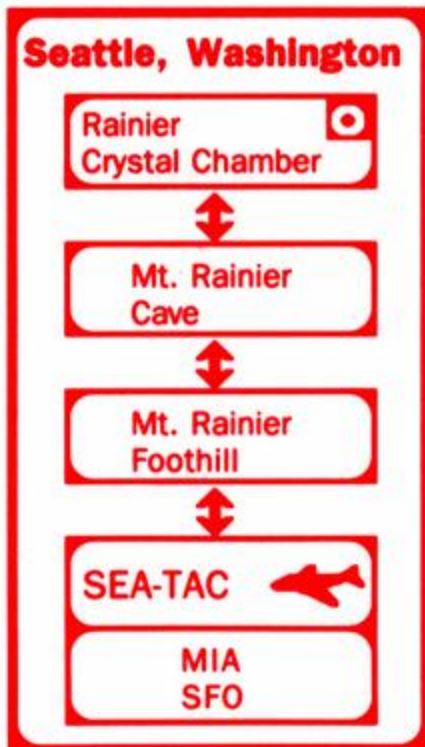 Seattle, Washington
Rainier
Crystal Chamber
Mt. Rainier
Cave
Mt. Rainier
Foothill
SEA-TAC
MIA
SFO